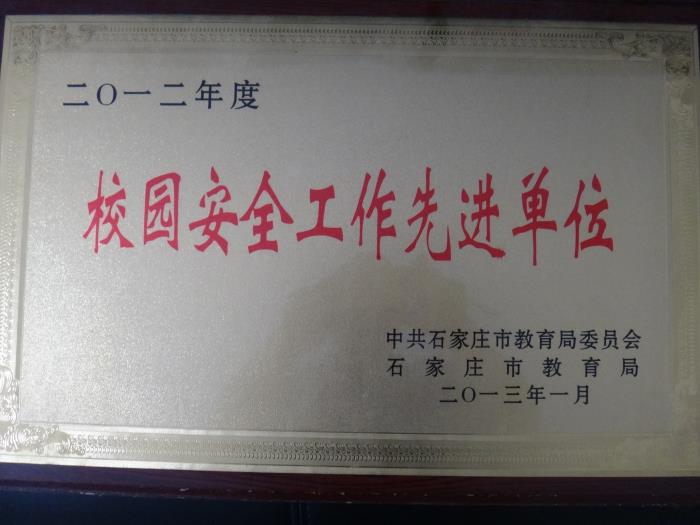 二〇一二年度
校园安全工作先进单位
中共石家庄市教育局委员会
石家庄市教育局
二〇一三年一月